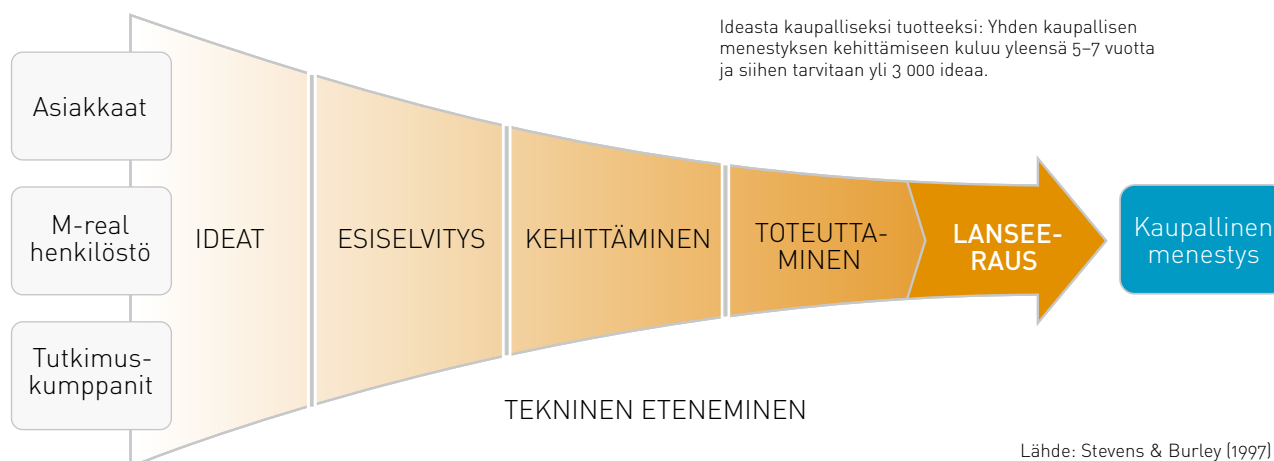 Ideasta kaupalliseksi tuotteeksi: Yhden kaupallisen
menestyksen kehittämiseen kuluu yleensä 5–7 vuotta
ja siihen tarvitaan yli 3 000 ideaa.
Asiakkaat
M-real
henkilöstö
Tutkimus-
kumppanit
IDEAT
ESISELVITYS
KEHITTÄMINEN
TOTEUTTA-
MINEN
LANSEE-
RAUS
Kaupallinen
menestys
TEKNINEN ETENEMINEN
Lähde: Stevens & Burley (1997)